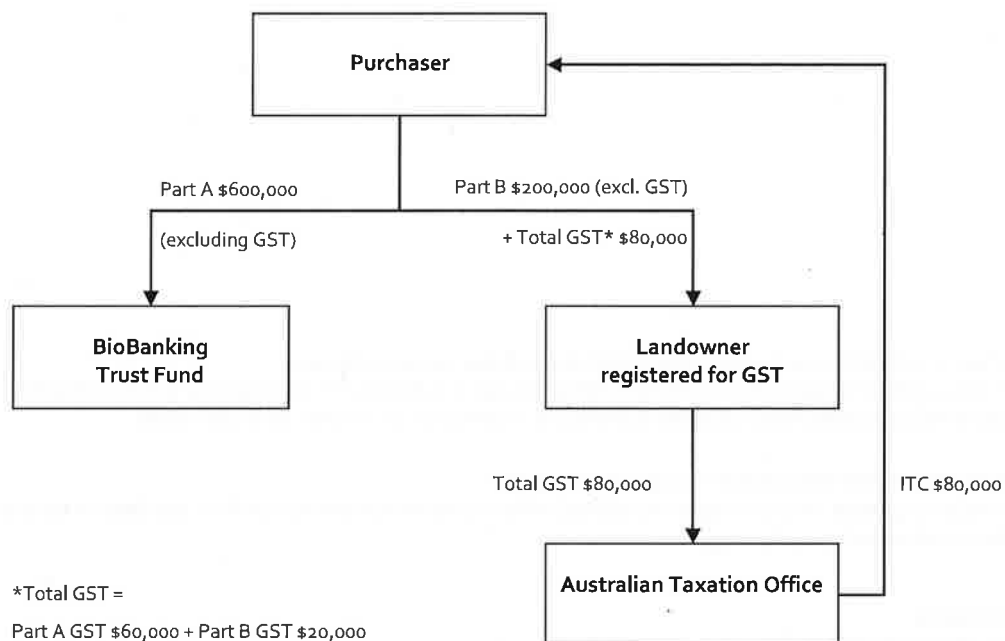 Purchaser
Part A $600,000
(excluding GST)
Part B $200,000 (excl. GST)
+ Total GST* $80,000
BioBanking
Trust Fund
Landowner
registered for GST
Total GST $80,000
ITC $80,000
Australian Taxation Office
*Total GST =
Part A GST $60,000 + Part B GST $20,000